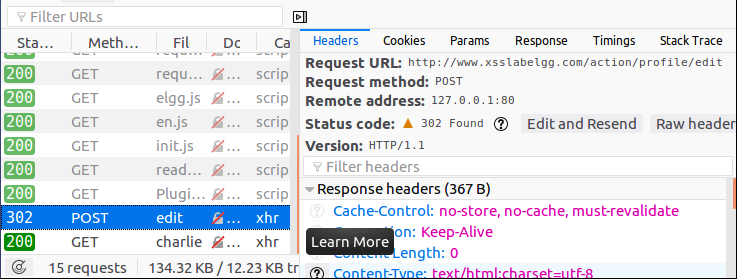 Filter URLs
Sta... Meth... Fil Dc Ca
200 GET requ... ... scrip
200 GET requ... ... scrip
200 GET elgg.js ... scrip
200 GET en.js ... scrip
200 GET init.js ... scrip
200 GET read... ... scrip
200 GET Plugi... ... scrip
302 POST edit ... xhr
200 GET charlie ... xhr
15 requests 134.32 KB / 12.23 KB tr
Headers Cookies Params Response Timings Stack Trace
Request URL: http://www.xsslabelgg.com/action/profile/edit
Request method: POST
Remote address: 127.0.0.1:80
Status code: 302 Found ? Edit and Resend Raw header
Version: HTTP/1.1
Filter headers
Response headers (367 B)
? Cache-Control: no-store, no-cache, must-revalidate
Keep-Alive
Learn More
Length: 0
? Content-Type: text/html;charset=utf-8